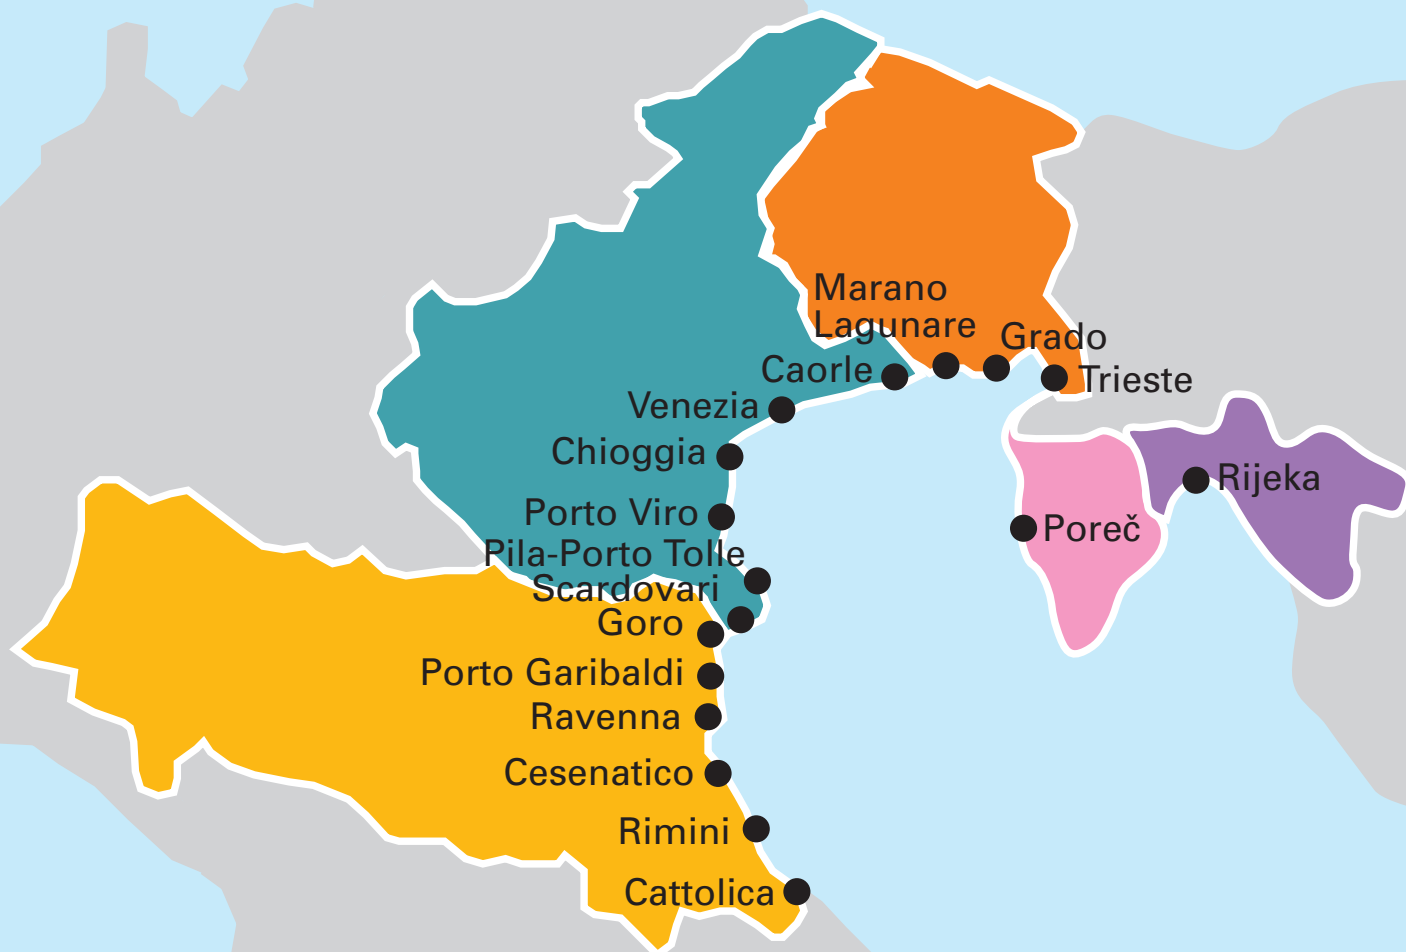 Marano
Lagunare
Grado
Caorle
Trieste
Venezia
Chioggia
Rijeka
Porto Viro
Poreč
Pila-Porto Tolle
Scardovari
Goro
Porto Garibaldi
Ravenna
Cesenatico
Rimini
Cattolica